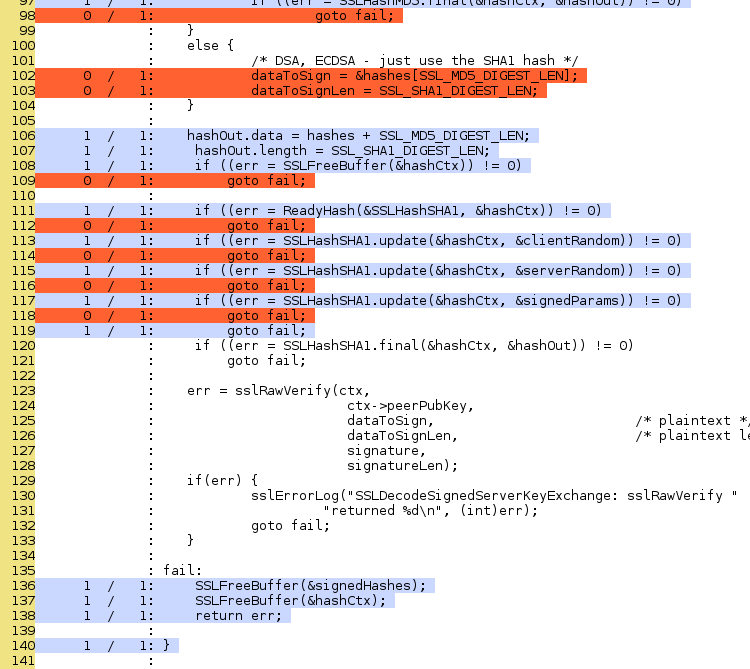 97 1 / 1: if ((err = SSLHashMD5.final(&hashCtx, &hashOut)) != 0)
98 0 / 1: goto fail;
99 : }
100 : else {
101 : /* DSA, ECDSA - just use the SHA1 hash */
102 0 / 1: dataToSign = &hashes[SSL_MD5_DIGEST_LEN];
103 0 / 1: dataToSignLen = SSL_SHA1_DIGEST_LEN;
104 : }
105 :
106 1 / 1: hashOut.data = hashes + SSL_MD5_DIGEST_LEN;
107 1 / 1: hashOut.length = SSL_SHA1_DIGEST_LEN;
108 1 / 1: if ((err = SSLFreeBuffer(&hashCtx)) != 0)
109 0 / 1: goto fail;
110 :
111 1 / 1: if ((err = ReadyHash(&SSLHashSHA1, &hashCtx)) != 0)
112 0 / 1: goto fail;
113 1 / 1: if ((err = SSLHashSHA1.update(&hashCtx, &clientRandom)) != 0)
114 0 / 1: goto fail;
115 1 / 1: if ((err = SSLHashSHA1.update(&hashCtx, &serverRandom)) != 0)
116 0 / 1: goto fail;
117 1 / 1: if ((err = SSLHashSHA1.update(&hashCtx, &signedParams)) != 0)
118 0 / 1: goto fail;
119 1 / 1: goto fail;
120 : if ((err = SSLHashSHA1.final(&hashCtx, &hashOut)) != 0)
121 : goto fail;
122 :
123 : err = sslRawVerify(ctx,
124 : ctx->peerPubKey,
125 : dataToSign, /* plaintext */
126 : dataToSignLen, /* plaintext le
127 : signature,
128 : signatureLen);
129 : if(err) {
130 : sslErrorLog("SSLDecodeSignedServerKeyExchange: sslRawVerify "
131 : "returned %d\n", (int)err);
132 : goto fail;
133 : }
134 :
135 : fail:
136 1 / 1: SSLFreeBuffer(&signedHashes);
137 1 / 1: SSLFreeBuffer(&hashCtx);
138 1 / 1: return err;
139 :
140 1 / 1: }
141 :